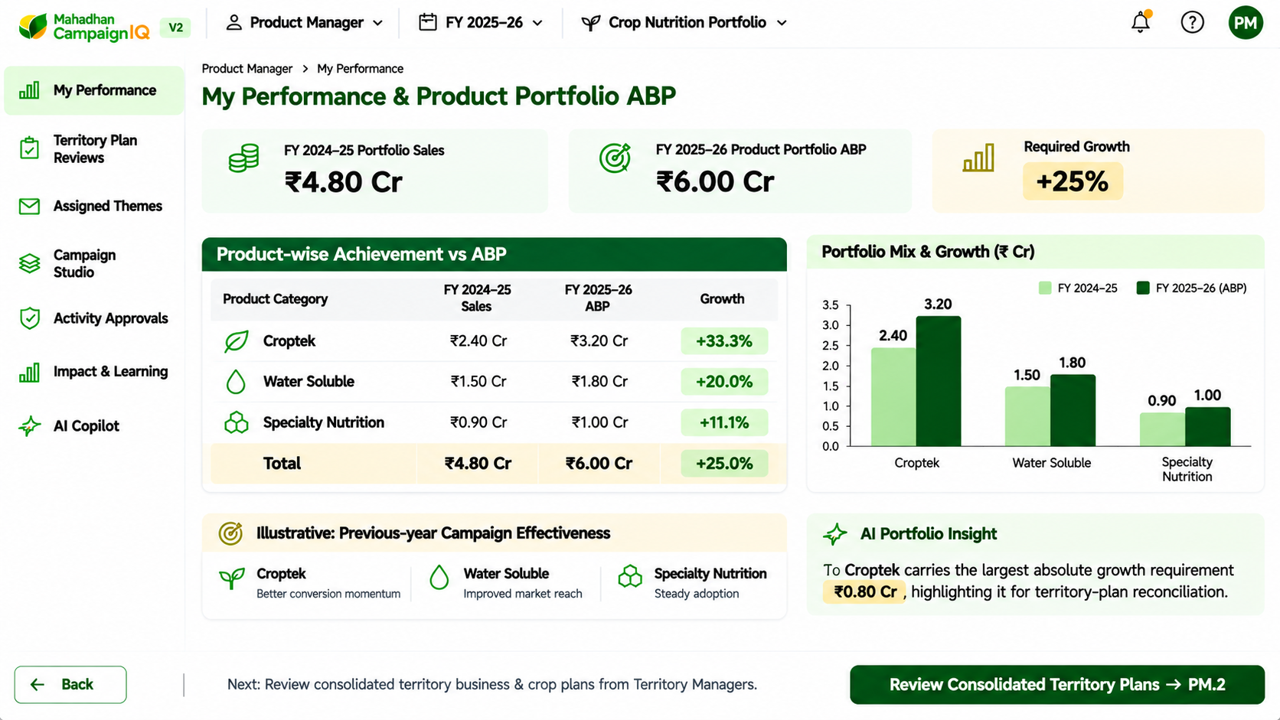 Mahadhan
CampaignIQ
V2
Product Manager
FY 2025–26
Crop Nutrition Portfolio
PM
My Performance
Territory Plan
Reviews
Assigned Themes
Campaign
Studio
Activity Approvals
Impact & Learning
AI Copilot
Product Manager > My Performance
My Performance & Product Portfolio ABP
FY 2024–25 Portfolio Sales
₹4.80 Cr
FY 2025–26 Product Portfolio ABP
₹6.00 Cr
Required Growth
+25%
Product-wise Achievement vs ABP
Product Category
FY 2024–25
Sales
FY 2025–26
ABP
Growth
Croptek ₹2.40 Cr ₹3.20 Cr +33.3%
Water Soluble ₹1.50 Cr ₹1.80 Cr +20.0%
Specialty Nutrition ₹0.90 Cr ₹1.00 Cr +11.1%
Total ₹4.80 Cr ₹6.00 Cr +25.0%
Portfolio Mix & Growth (₹ Cr)
FY 2024–25
FY 2025–26 (ABP)
3.5
3.0
2.5
2.0
1.5
1.0
0.5
0.0
2.40
3.20
1.50
1.80
0.90
1.00
Croptek
Water Soluble
Specialty
Nutrition
Illustrative: Previous-year Campaign Effectiveness
Croptek
Better conversion momentum
Water Soluble
Improved market reach
Specialty Nutrition
Steady adoption
AI Portfolio Insight
To Croptek carries the largest absolute growth requirement
₹0.80 Cr , highlighting it for territory-plan reconciliation.
← Back
Next: Review consolidated territory business & crop plans from Territory Managers.
Review Consolidated Territory Plans → PM.2